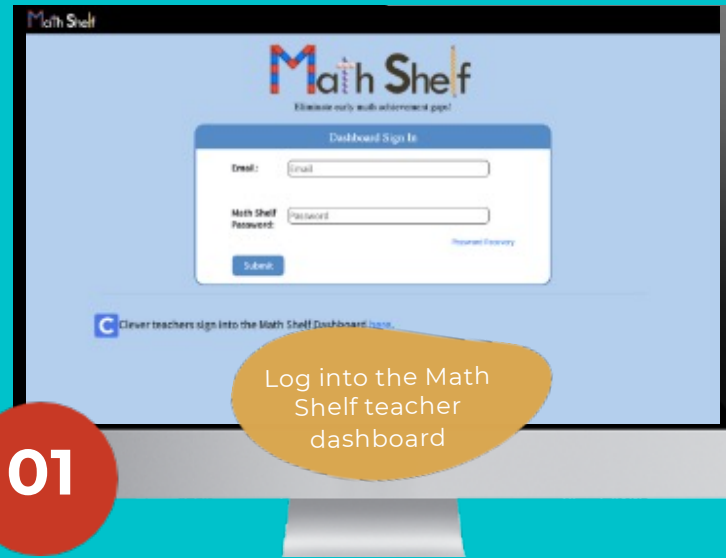 Math Shelf
Math Shelf
Eliminate early math achievement gaps!
Dashboard Sign In
Email:
Email
Math Shelf
Password:
Password
Password Recovery
Submit
C Clever teachers sign into the Math Shelf Dashboard here.
Log into the Math
Shelf teacher
dashboard
01